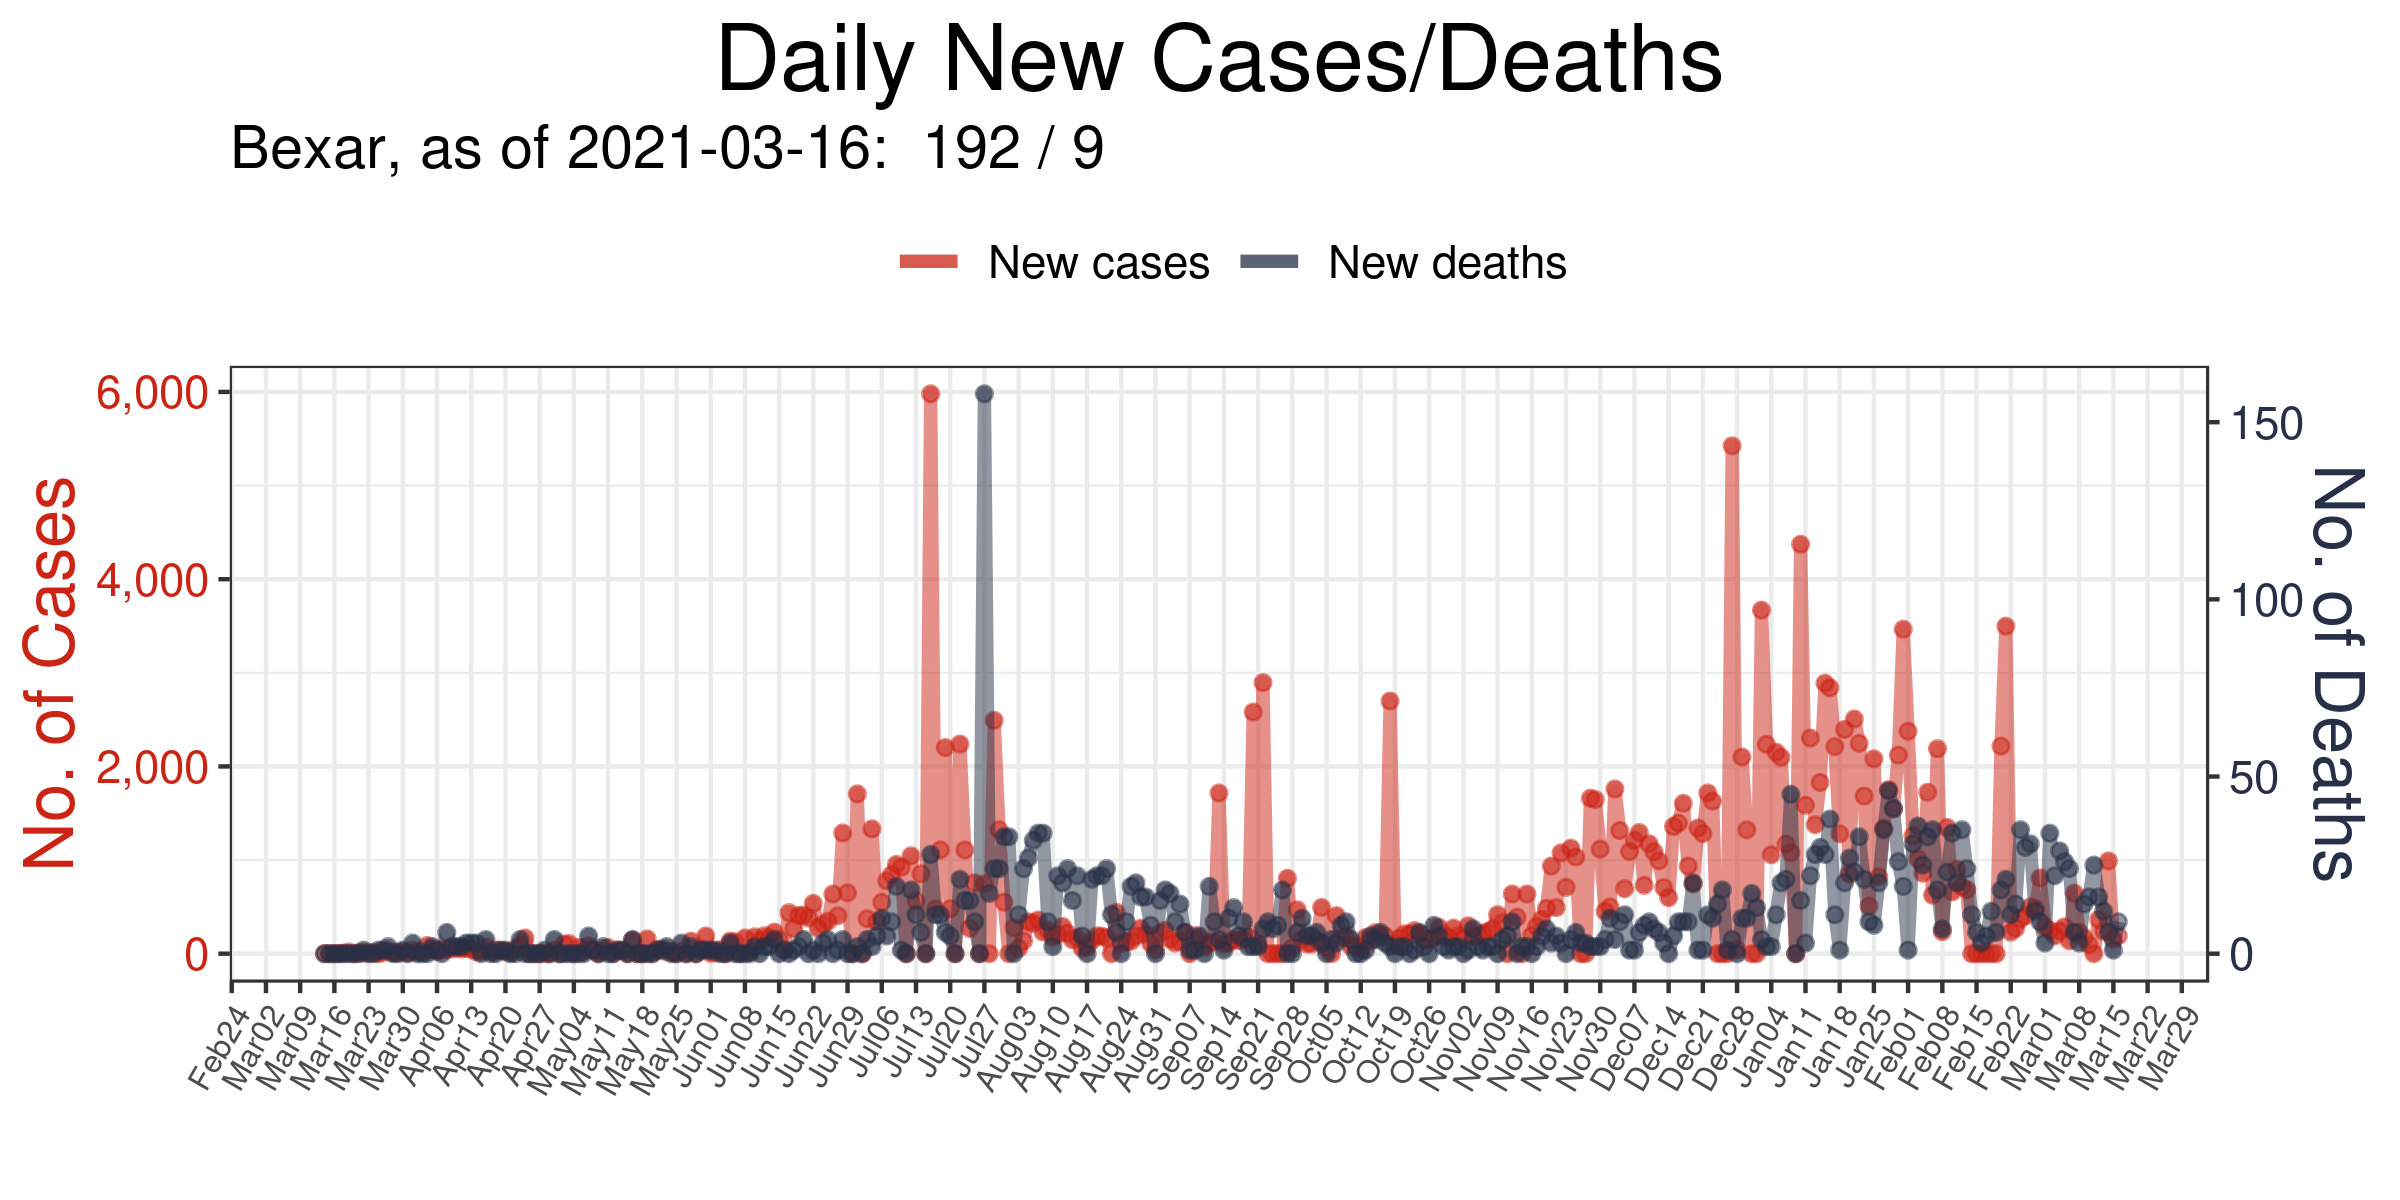 Daily New Cases/Deaths
Bexar, as of 2021-03-16:  192 / 9
New cases
New deaths
No. of Cases
6,000
4,000
2,000
0
150
100
50
0
No. of Deaths
Feb24
Mar02
Mar09
Mar16
Mar23
Mar30
Apr06
Apr13
Apr20
Apr27
May04
May11
May18
May25
Jun01
Jun08
Jun15
Jun22
Jun29
Jul06
Jul13
Jul20
Jul27
Aug03
Aug10
Aug17
Aug24
Aug31
Sep07
Sep14
Sep21
Sep28
Oct05
Oct12
Oct19
Oct26
Nov02
Nov09
Nov16
Nov23
Nov30
Dec07
Dec14
Dec21
Dec28
Jan04
Jan11
Jan18
Jan25
Feb01
Feb08
Feb15
Feb22
Mar01
Mar08
Mar15
Mar22
Mar29